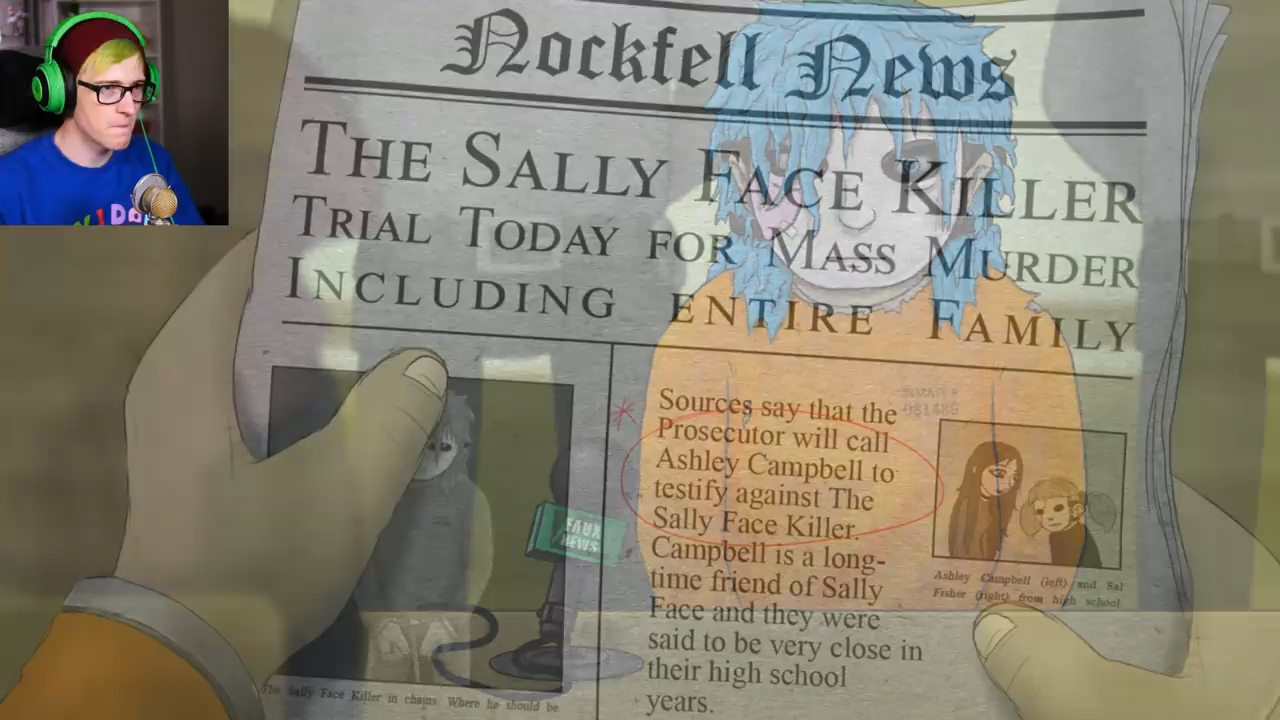 Nockfell News
THE SALLY FACE KILLER
TRIAL TODAY FOR MASS MURDER
INCLUDING ENTIRE FAMILY
Sources say that the
Prosecutor will call
Ashley Campbell to
testify against The
Sally Face Killer.
Campbell is a long-
time friend of Sally
Face and they were
said to be very close in
their high school
years.
INMATE #
081486
FAUX
NEWS
Ashley Campbell (left) and Sal
Fisher (right) from high school.
The Sally Face Killer in chains. Where he should be.